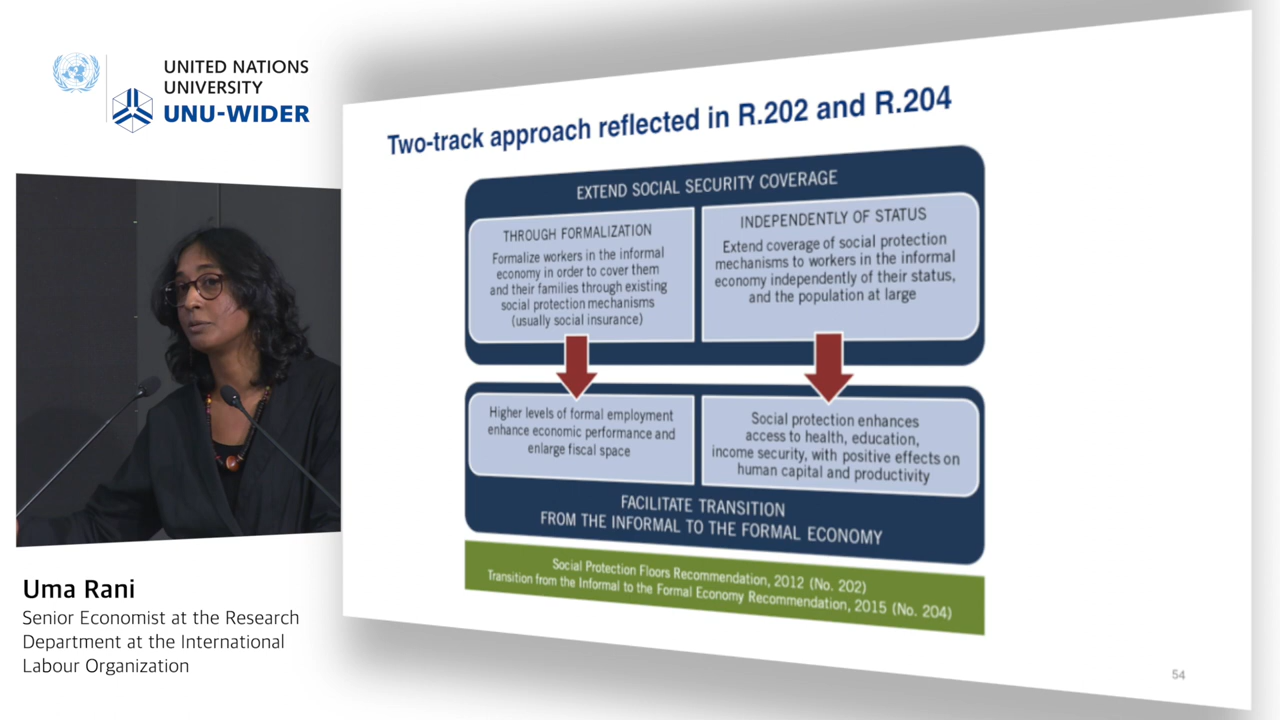 UNITED NATIONS
UNIVERSITY
UNU-WIDER
Two-track approach reflected in R.202 and R.204
EXTEND SOCIAL SECURITY COVERAGE
THROUGH FORMALIZATION
Formalize workers in the informal
economy in order to cover them
and their families through existing
social protection mechanisms
(usually social insurance)
INDEPENDENTLY OF STATUS
Extend coverage of social protection
mechanisms to workers in the informal
economy independently of their status,
and the population at large
Higher levels of formal employment
enhance economic performance and
enlarge fiscal space
Social protection enhances
access to health, education,
income security, with positive effects on
human capital and productivity
FACILITATE TRANSITION
FROM THE INFORMAL TO THE FORMAL ECONOMY
Social Protection Floors Recommendation, 2012 (No. 202)
Transition from the Informal to the Formal Economy Recommendation, 2015 (No. 204)
54
Uma Rani
Senior Economist at the Research
Department at the International
Labour Organization